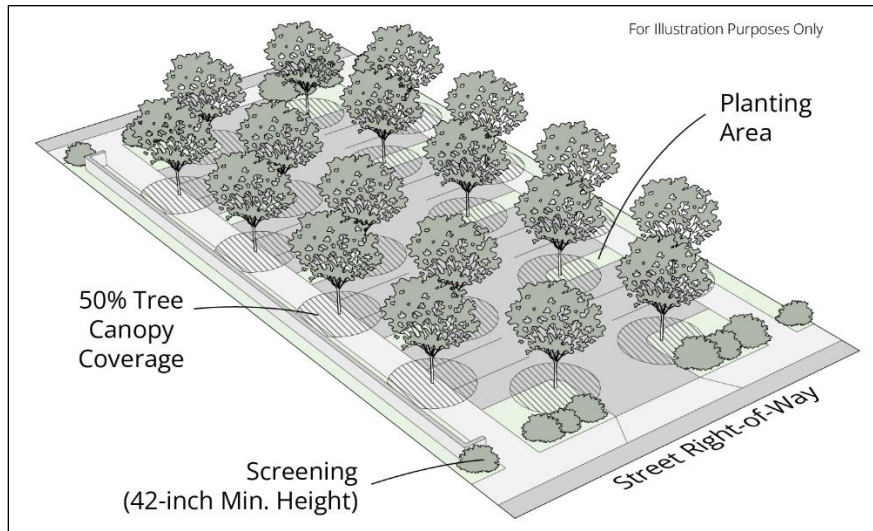 For Illustration Purposes Only
Planting
Area
50% Tree
Canopy
Coverage
Screening
(42-inch Min. Height)
Street Right-of-Way